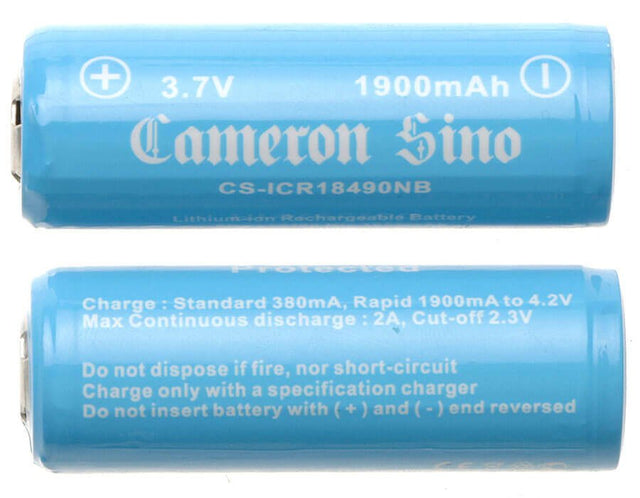 + 3.7V 1900mAh −
Cameron Sino
CS-ICR18490NB
Lithium-ion Rechargeable Battery
Protected
Charge : Standard 380mA, Rapid 1900mA to 4.2V
Max Continuous discharge : 2A, Cut-off 2.3V
Do not dispose if fire, nor short-circuit
Charge only with a specification charger
Do not insert battery with ( + ) and ( - ) end reversed